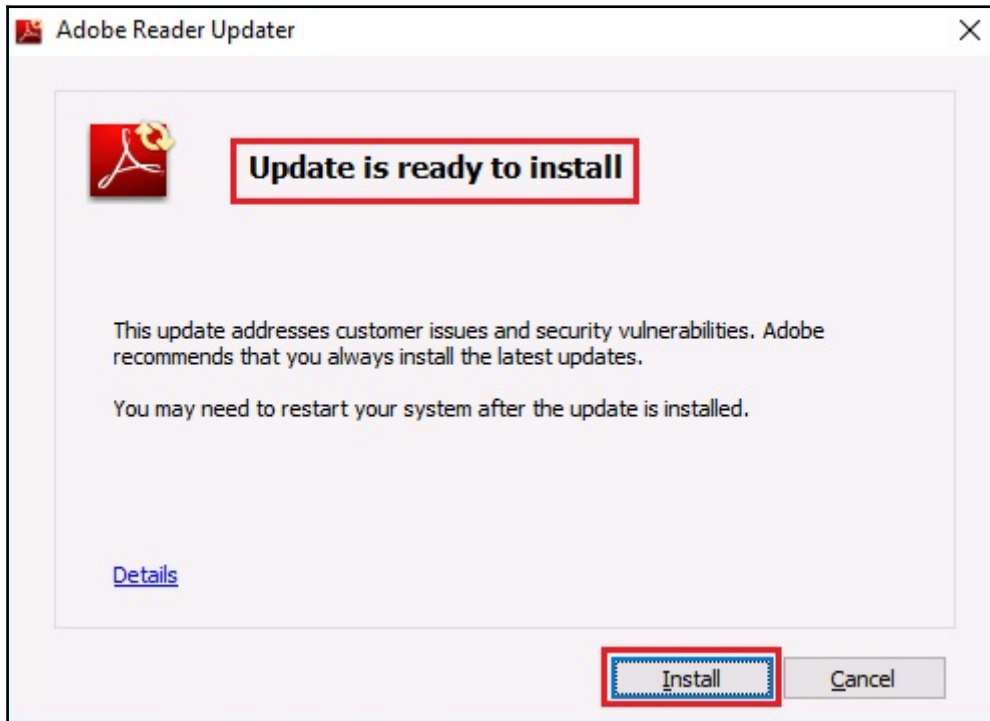 Adobe Reader Updater
Update is ready to install
This update addresses customer issues and security vulnerabilities. Adobe
recommends that you always install the latest updates.
You may need to restart your system after the update is installed.
Details
Install
Cancel